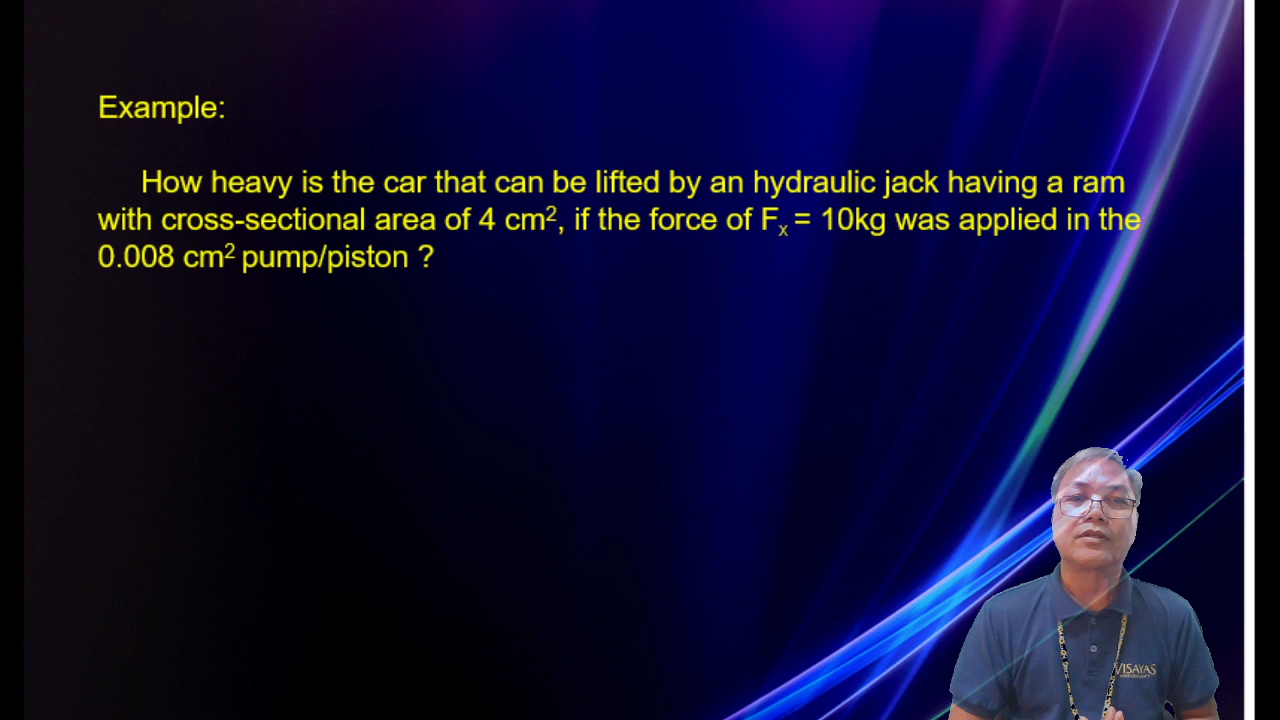 Example:
How heavy is the car that can be lifted by an hydraulic jack having a ram
with cross-sectional area of 4 cm², if the force of Fₓ = 10kg was applied in the
0.008 cm² pump/piston ?
VISAYAS